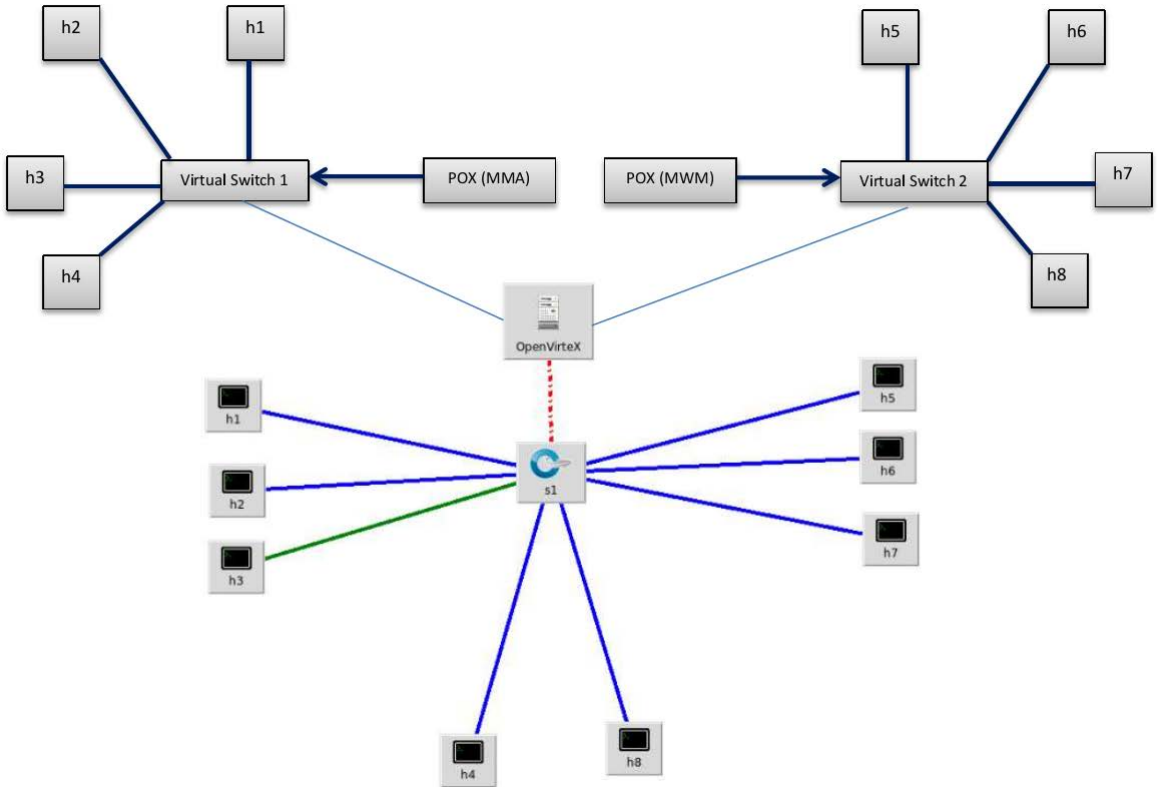 h2
h1
h5
h6
h3
Virtual Switch 1
POX (MMA)
POX (MWM)
Virtual Switch 2
h7
h4
h8
OpenVirteX
h1
h5
h2
s1
h6
h3
h7
h4
h8